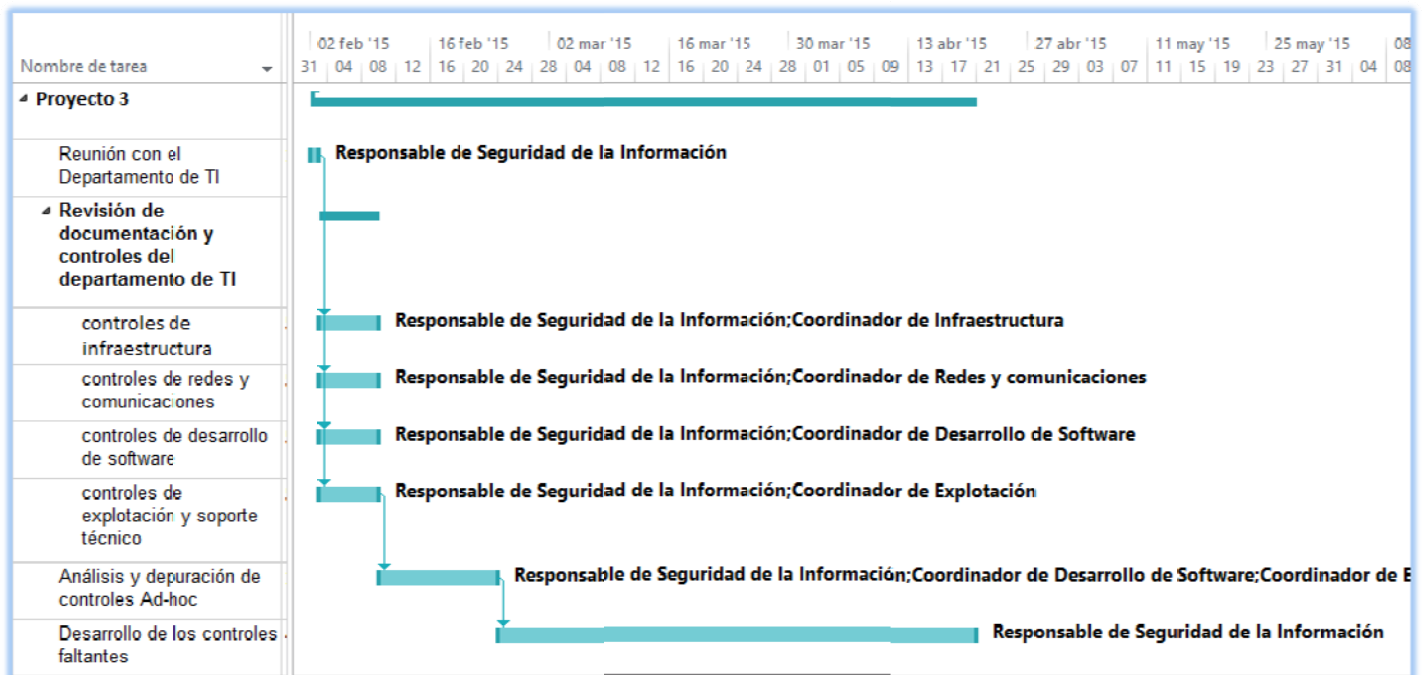 02 feb '15 16 feb '15 02 mar '15 16 mar '15 30 mar '15 13 abr '15 27 abr '15 11 may '15 25 may '15 08
Nombre de tarea 31 04 08 12 16 20 24 28 04 08 12 16 20 24 28 01 05 09 13 17 21 25 29 03 07 11 15 19 23 27 31 04 08
Proyecto 3
Reunión con el
Departamento de TI
Responsable de Seguridad de la Información
Revisión de
documentación y
controles del
departamento de TI
controles de
infraestructura
Responsable de Seguridad de la Información;Coordinador de Infraestructura
controles de redes y
comunicaciones
Responsable de Seguridad de la Información;Coordinador de Redes y comunicaciones
controles de desarrollo
de software
Responsable de Seguridad de la Información;Coordinador de Desarrollo de Software
controles de
explotación y soporte
técnico
Responsable de Seguridad de la Información;Coordinador de Explotación
Análisis y depuración de
controles Ad-hoc
Responsable de Seguridad de la Información;Coordinador de Desarrollo de Software;Coordinador de E
Desarrollo de los controles
faltantes
Responsable de Seguridad de la Información